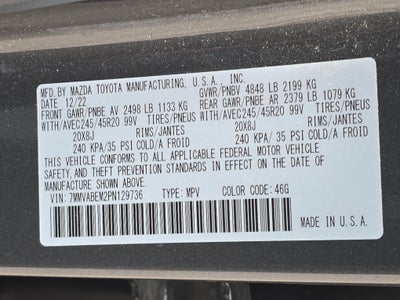 MFD. BY MAZDA TOYOTA MANUFACTURING, U.S.A., INC.
DATE: 12/22 GVWR/PNBV 4848 LB 2199 KG
FRONT GAWR/PNBE AV 2498 LB 1133 KG REAR GAWR/PNBE AR 2379 LB 1079 KG
WITH/AVEC245/45R20 99V TIRES/PNEUS WITH/AVEC245/45R20 99V TIRES/PNEUS
20X8J RIMS/JANTES 20X8J RIMS/JANTES
240 KPA/ 35 PSI COLD/A FROID 240 KPA/ 35 PSI COLD/A FROID
THIS VEHICLE CONFORMS TO ALL APPLICABLE FEDERAL MOTOR VEHICLE
SAFETY, AND THEFT PREVENTION STANDARDS IN EFFECT ON THE DATE OF
MANUFACTURE SHOWN ABOVE.
VIN: 7MMVABEM2PN129736 TYPE: MPV COLOR CODE: 46G
MADE IN U.S.A.